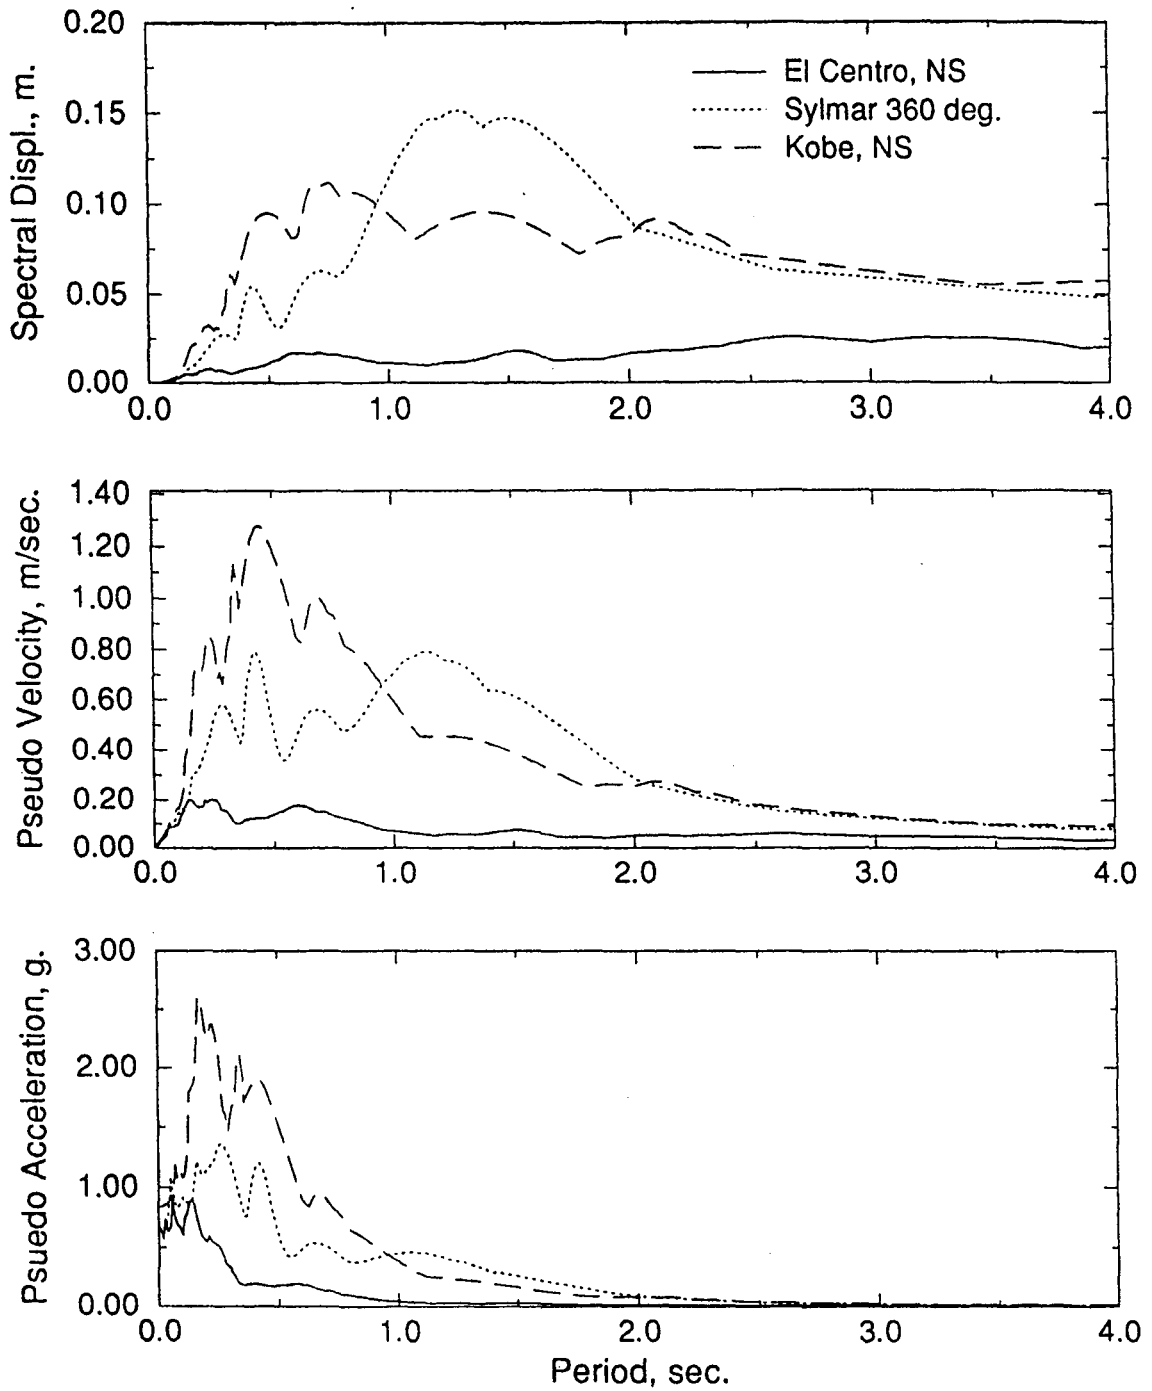 Spectral Displ., m.
0.20
0.15
0.10
0.05
0.00
El Centro, NS
Sylmar 360 deg.
Kobe, NS
0.0 1.0 2.0 3.0 4.0
Pseudo Velocity, m/sec.
1.40
1.20
1.00
0.80
0.60
0.40
0.20
0.00
0.0 1.0 2.0 3.0 4.0
Psuedo Acceleration, g.
3.00
2.00
1.00
0.00
0.0 1.0 2.0 3.0 4.0
Period, sec.